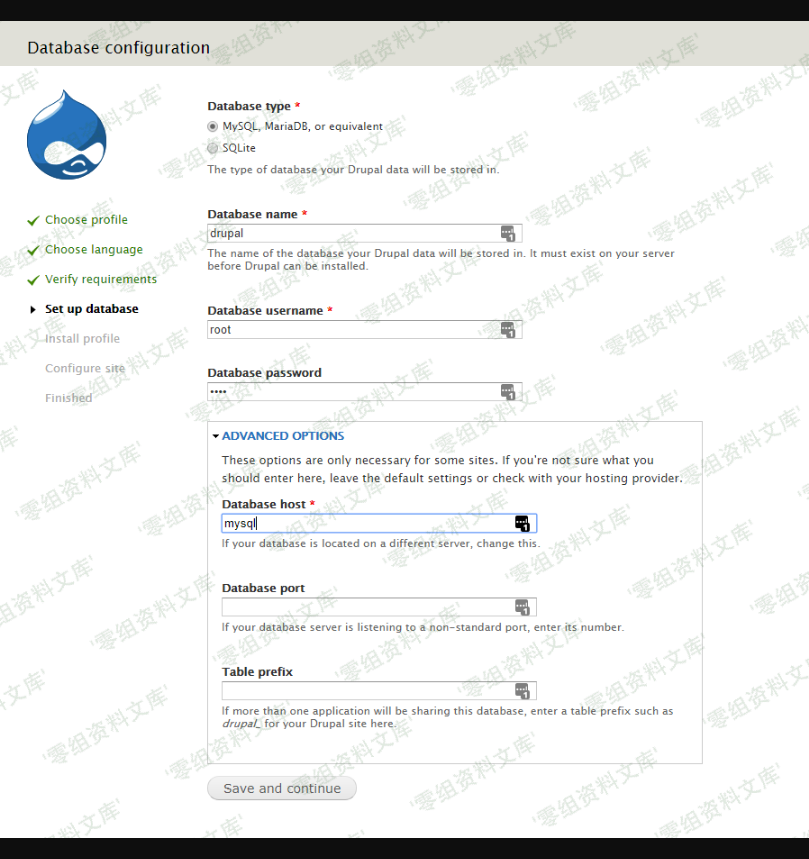 Database configuration
Database type *
MySQL, MariaDB, or equivalent
SQLite
The type of database your Drupal data will be stored in.
Choose profile
Choose language
Verify requirements
Set up database
Install profile
Configure site
Finished
Database name *
drupal
The name of the database your Drupal data will be stored in. It must exist on your server
before Drupal can be installed.
Database username *
root
Database password
••••
ADVANCED OPTIONS
These options are only necessary for some sites. If you're not sure what you
should enter here, leave the default settings or check with your hosting provider.
Database host *
mysql
If your database is located on a different server, change this.
Database port
If your database server is listening to a non-standard port, enter its number.
Table prefix
If more than one application will be sharing this database, enter a table prefix such as
drupal_ for your Drupal site here.
Save and continue
'零组资料文库'